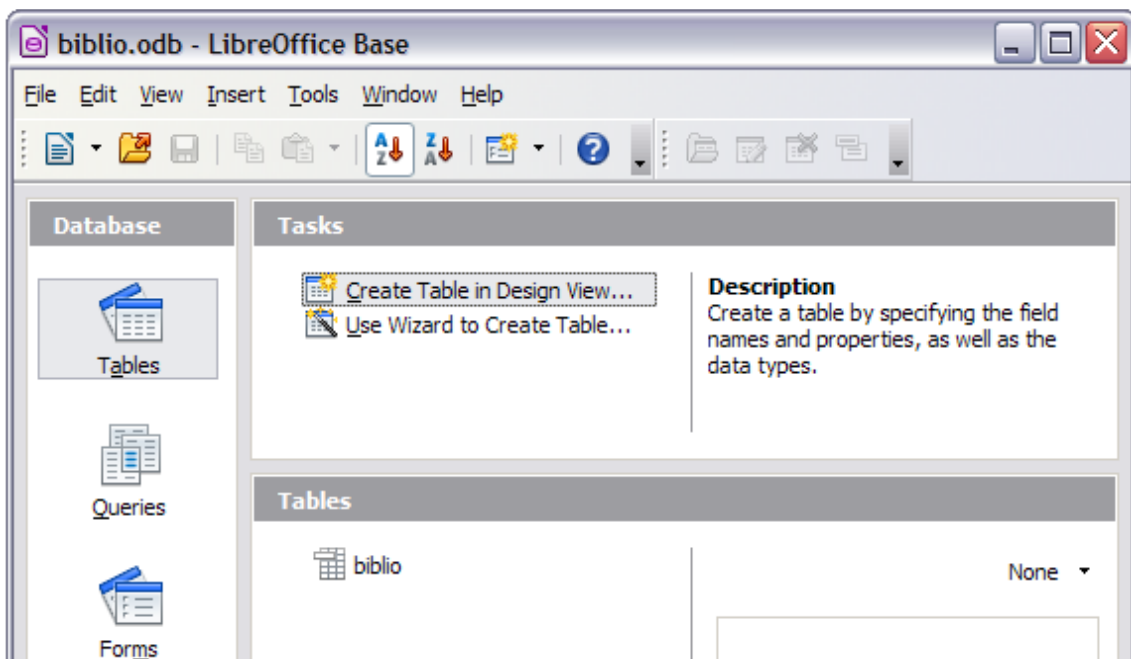 biblio.odb - LibreOffice Base
File Edit View Insert Tools Window Help
Database
Tasks
Tables
Create Table in Design View...
Use Wizard to Create Table...
Description
Create a table by specifying the field
names and properties, as well as the
data types.
Queries
Tables
biblio
None
Forms